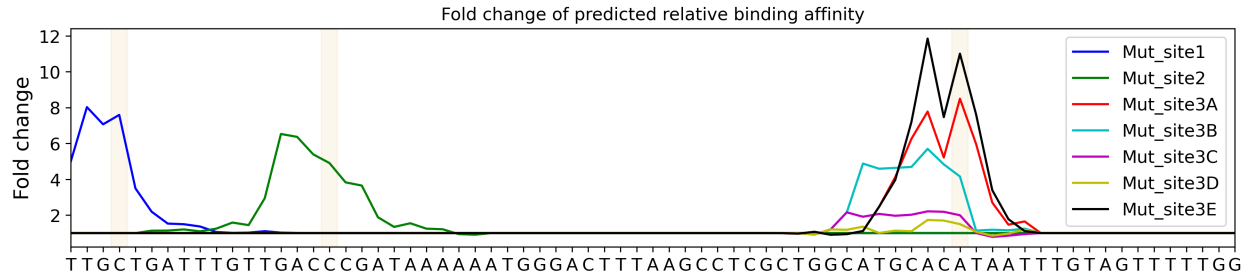 Fold change of predicted relative binding affinity
12
10
8
6
4
2
Fold change
Mut_site1
Mut_site2
Mut_site3A
Mut_site3B
Mut_site3C
Mut_site3D
Mut_site3E
T T G C T G A T T T G T T G A C C C G A T A A A A A A T G G G A C T T T A A G C C T C G C T G G C A T G C A C A T A A T T T G T A G T T T T T G G